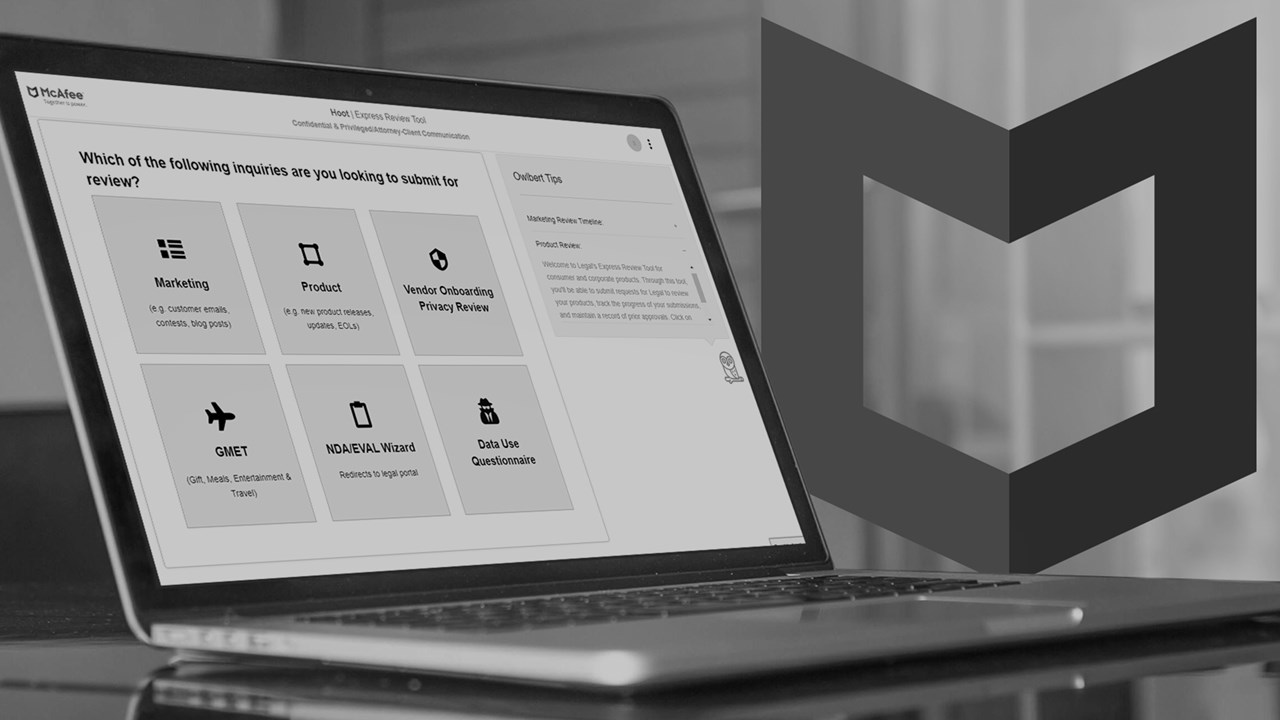 McAfee
Together is power.
Hoot | Express Review Tool
Confidential & Privileged/Attorney-Client Communication
Which of the following inquiries are you looking to submit for
review?
Marketing
(e.g. customer emails,
contests, blog posts)
Product
(e.g. new product releases,
updates, EOLs)
Vendor Onboarding
Privacy Review
GMET
(Gift, Meals, Entertainment &
Travel)
NDA/EVAL Wizard
Redirects to legal portal
Data Use
Questionnaire
Owlbert Tips
Marketing Review Timeline:
Product Review:
Welcome to Legal's Express Review Tool for
consumer and corporate products. Through this tool,
you'll be able to submit requests for Legal to review
your products, track the progress of your submissions,
and maintain a record of prior approvals. Click on